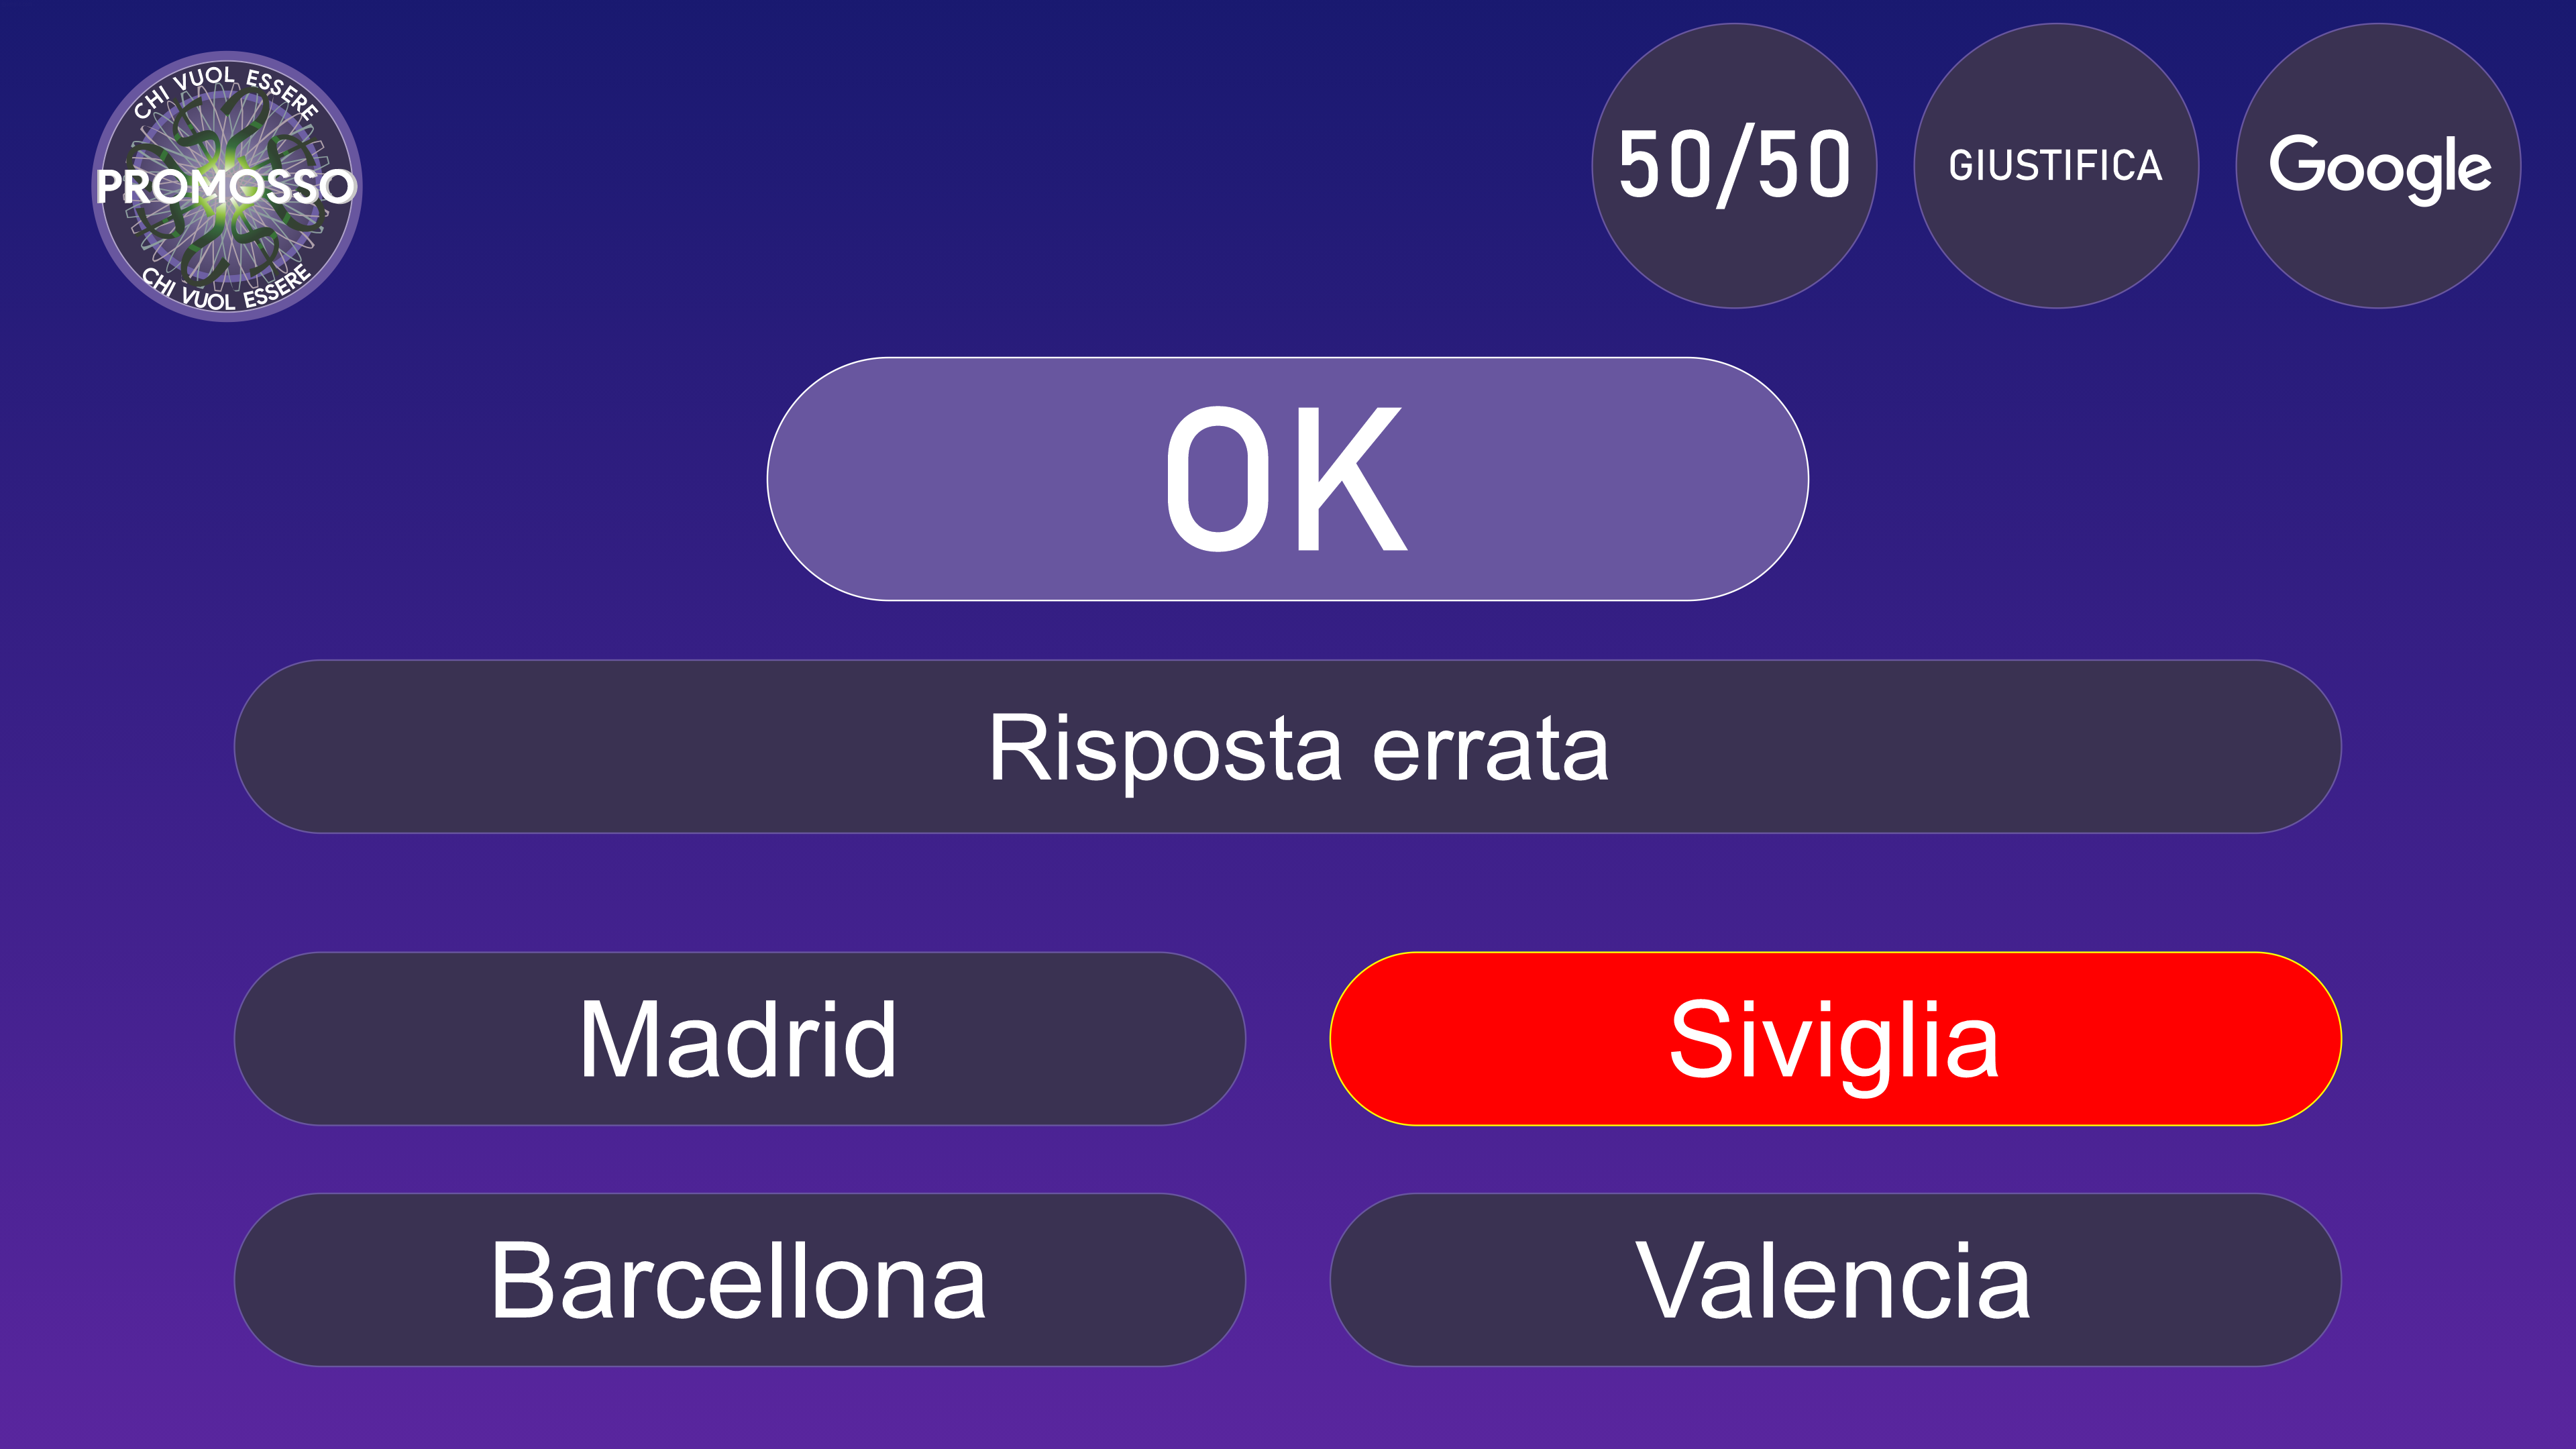 CHI VUOL ESSERE
PROMOSSO
CHI VUOL ESSERE
50/50
GIUSTIFICA
Google
OK
Risposta errata
Madrid
Siviglia
Barcellona
Valencia